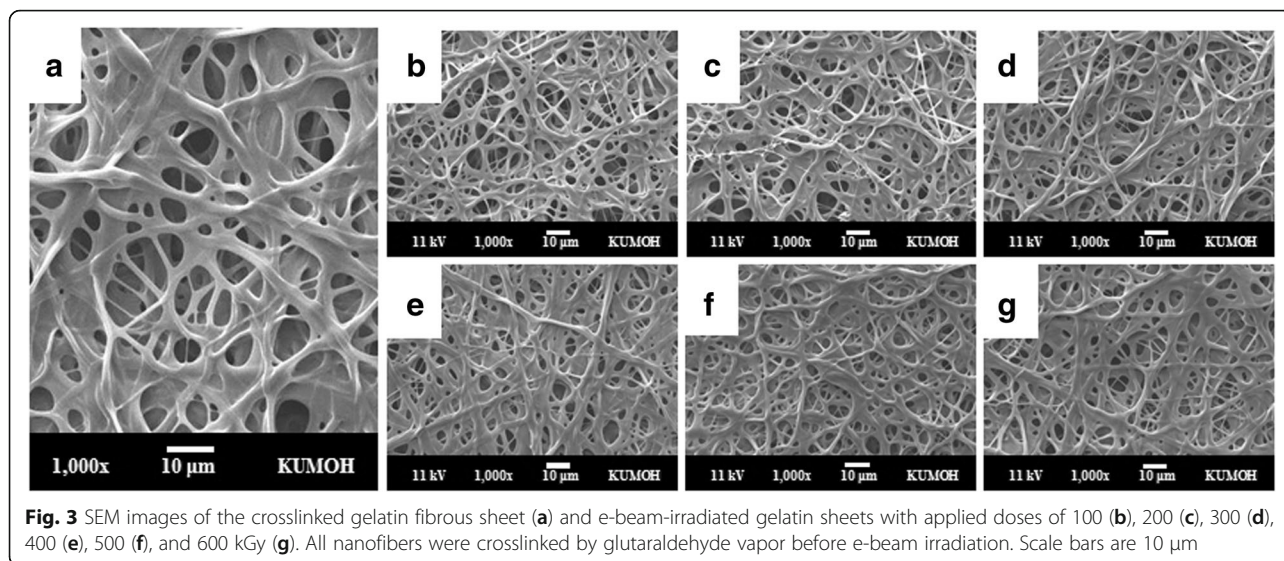 a
1,000x 10 µm KUMOH
b
11 kV 1,000x 10 µm KUMOH
c
11 kV 1,000x 10 µm KUMOH
d
11 kV 1,000x 10 µm KUMOH
e
11 kV 1,000x 10 µm KUMOH
f
11 kV 1,000x 10 µm KUMOH
g
11 kV 1,000x 10 µm KUMOH
Fig. 3 SEM images of the crosslinked gelatin fibrous sheet (a) and e-beam-irradiated gelatin sheets with applied doses of 100 (b), 200 (c), 300 (d),
400 (e), 500 (f), and 600 kGy (g). All nanofibers were crosslinked by glutaraldehyde vapor before e-beam irradiation. Scale bars are 10 µm